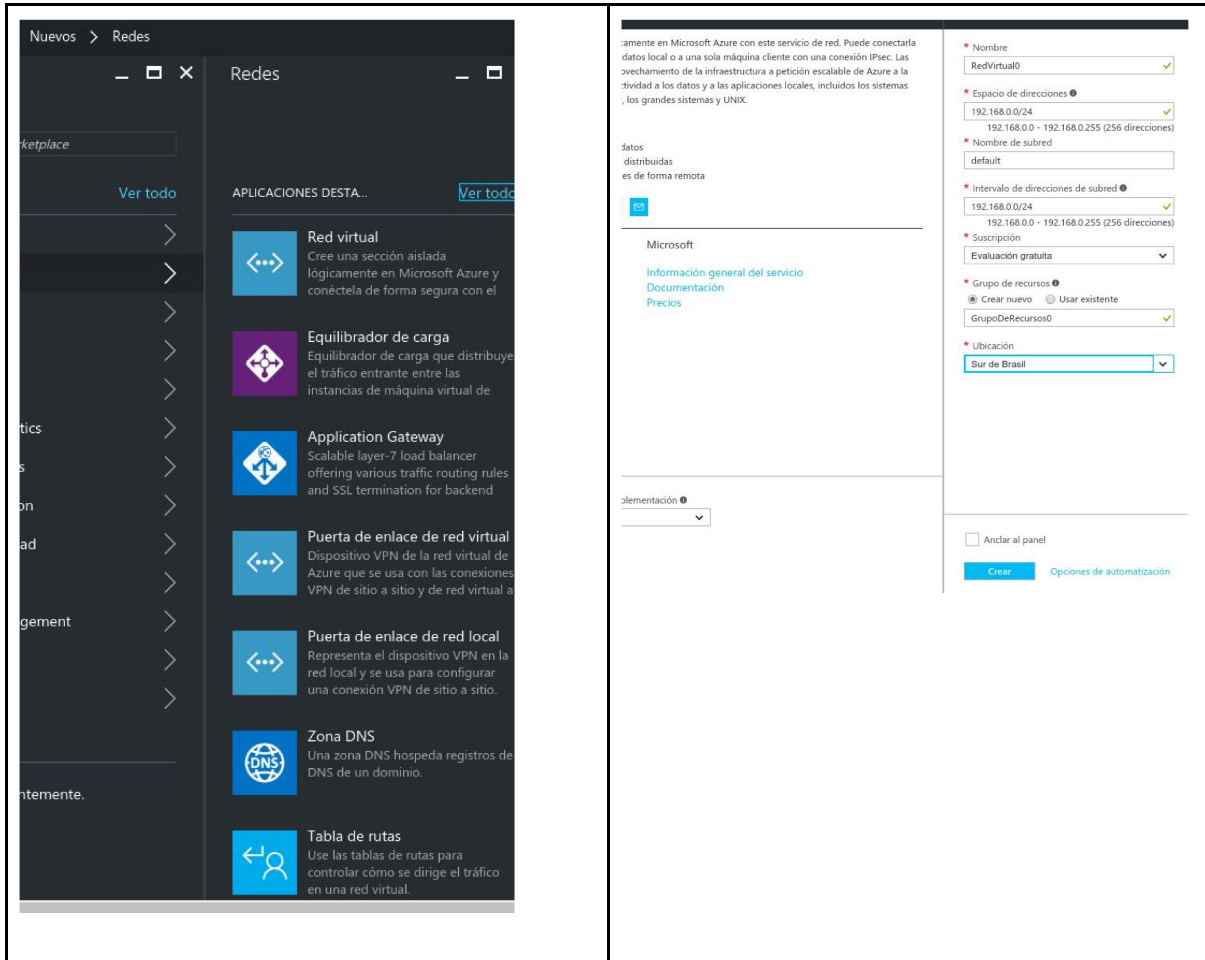 Nuevos > Redes
Redes
rketplace
Ver todo
APLICACIONES DESTA...
Ver todo
Red virtual
Cree una sección aislada
lógicamente en Microsoft Azure y
conéctela de forma segura con el
Equilibrador de carga
Equilibrador de carga que distribuye
el tráfico entrante entre las
instancias de máquina virtual de
tics
Application Gateway
Scalable layer-7 load balancer
offering various traffic routing rules
and SSL termination for backend
s
on
ad
Puerta de enlace de red virtual
Dispositivo VPN de la red virtual de
Azure que se usa con las conexiones
VPN de sitio a sitio y de red virtual a
gement
Puerta de enlace de red local
Representa el dispositivo VPN en la
red local y se usa para configurar
una conexión VPN de sitio a sitio.
Zona DNS
Una zona DNS hospeda registros de
DNS de un dominio.
DNS
ntemente.
Tabla de rutas
Use las tablas de rutas para
controlar cómo se dirige el tráfico
en una red virtual.
camente en Microsoft Azure con este servicio de red. Puede conectarla
datos local o a una sola máquina cliente con una conexión IPsec. Las
ovechamiento de la infraestructura a petición escalable de Azure a la
ctividad a los datos y a las aplicaciones locales, incluidos los sistemas
, los grandes sistemas y UNIX.
datos
distribuidas
es de forma remota
Microsoft
Información general del servicio
Documentación
Precios
plementación
* Nombre
RedVirtual0
* Espacio de direcciones
192.168.0.0/24
192.168.0.0 - 192.168.0.255 (256 direcciones)
* Nombre de subred
default
* Intervalo de direcciones de subred
192.168.0.0/24
192.168.0.0 - 192.168.0.255 (256 direcciones)
* Suscripción
Evaluación gratuita
* Grupo de recursos
Crear nuevo Usar existente
GrupoDeRecursos0
* Ubicación
Sur de Brasil
Anclar al panel
Crear Opciones de automatización